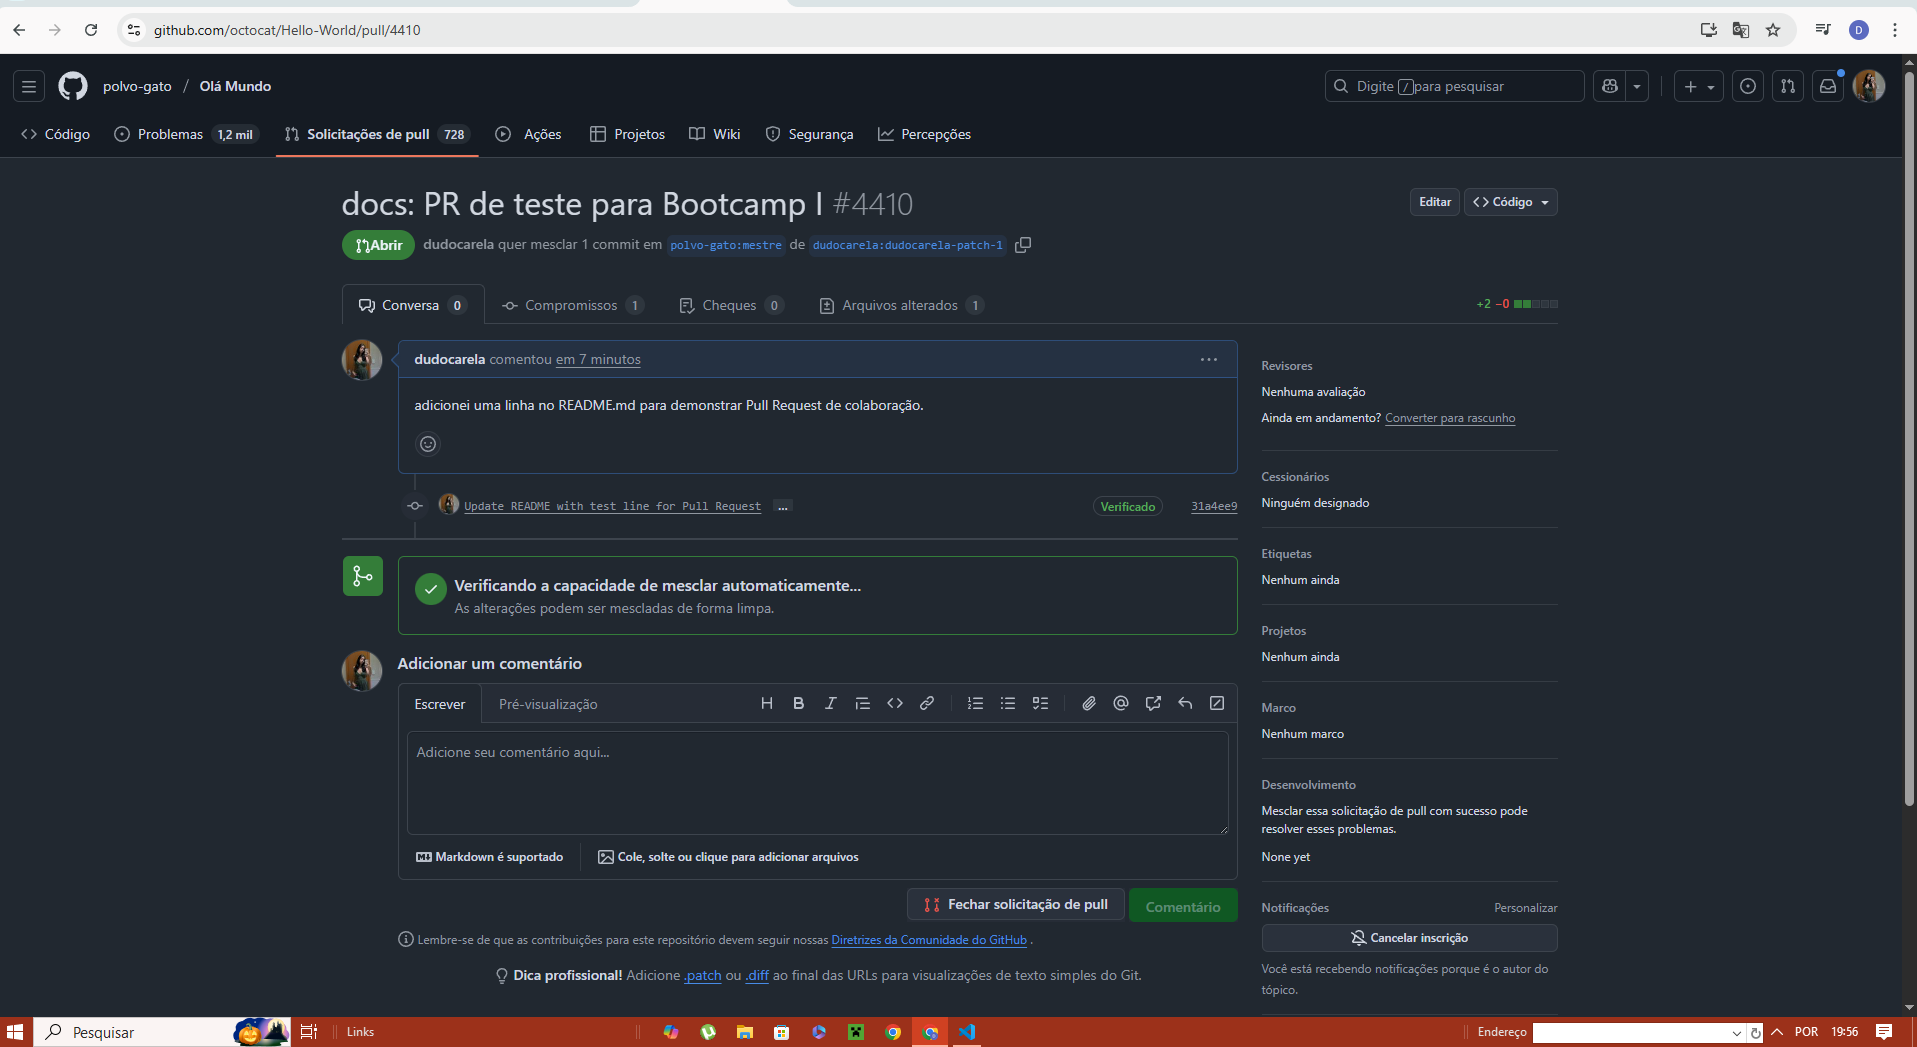 github.com/octocat/Hello-World/pull/4410
D
polvo-gato / Olá Mundo
Digite / para pesquisar
Código
Problemas 1,2 mil
Solicitações de pull 728
Ações
Projetos
Wiki
Segurança
Percepções
docs: PR de teste para Bootcamp I #4410
Editar
Código
Abrir
dudocarela quer mesclar 1 commit em polvo-gato:mestre de dudocarela:dudocarela-patch-1
Conversa 0
Compromissos 1
Cheques 0
Arquivos alterados 1
+2 −0
dudocarela comentou em 7 minutos
adicionei uma linha no README.md para demonstrar Pull Request de colaboração.
Update README with test line for Pull Request ...
Verificado
31a4ee9
Verificando a capacidade de mesclar automaticamente...
As alterações podem ser mescladas de forma limpa.
Adicionar um comentário
Escrever
Pré-visualização
Adicione seu comentário aqui...
Markdown é suportado
Cole, solte ou clique para adicionar arquivos
Fechar solicitação de pull
Comentário
Lembre-se de que as contribuições para este repositório devem seguir nossas Diretrizes da Comunidade do GitHub .
Dica profissional! Adicione .patch ou .diff ao final das URLs para visualizações de texto simples do Git.
Revisores
Nenhuma avaliação
Ainda em andamento? Converter para rascunho
Cessionários
Ninguém designado
Etiquetas
Nenhum ainda
Projetos
Nenhum ainda
Marco
Nenhum marco
Desenvolvimento
Mesclar essa solicitação de pull com sucesso pode
resolver esses problemas.
None yet
Notificações
Personalizar
Cancelar inscrição
Você está recebendo notificações porque é o autor do
tópico.
Pesquisar
Links
Endereço
POR
19:56